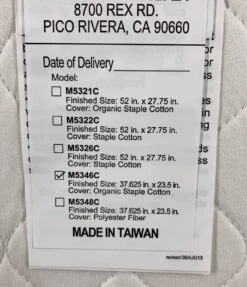 8700 REX RD.
PICO RIVERA, CA 90660
Date of Delivery
Model:
M5321C
Finished Size: 52 in. x 27.75 in.
Cover: Organic Staple Cotton
M5322C
Finished Size: 52 in. x 27.75 in.
Cover: Staple Cotton
M5326C
Finished Size: 52 in. x 27.75 in.
Cover: Staple Cotton
M5346C
Finished Size: 37.625 in. x 23.5 in.
Cover: Organic Staple Cotton
M5348C
Finished Size: 37.625 in. x 23.5 in.
Cover: Polyester Fiber
MADE IN TAIWAN